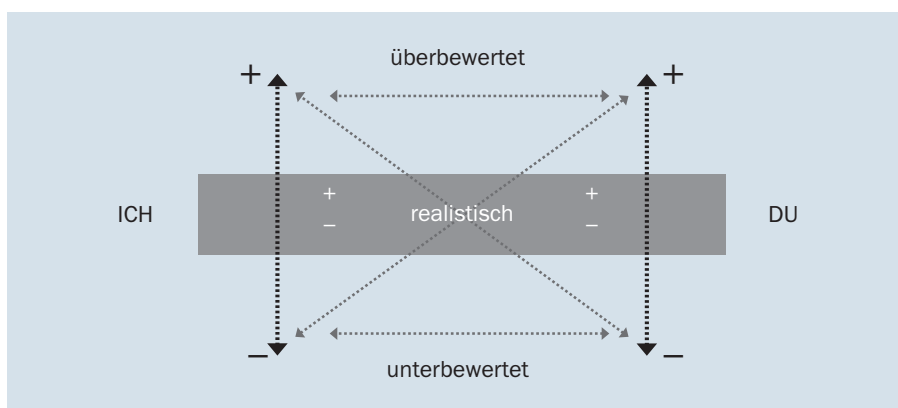 überbewertet
+ +
+ +
ICH realistisch DU
– –
– –
unterbewertet